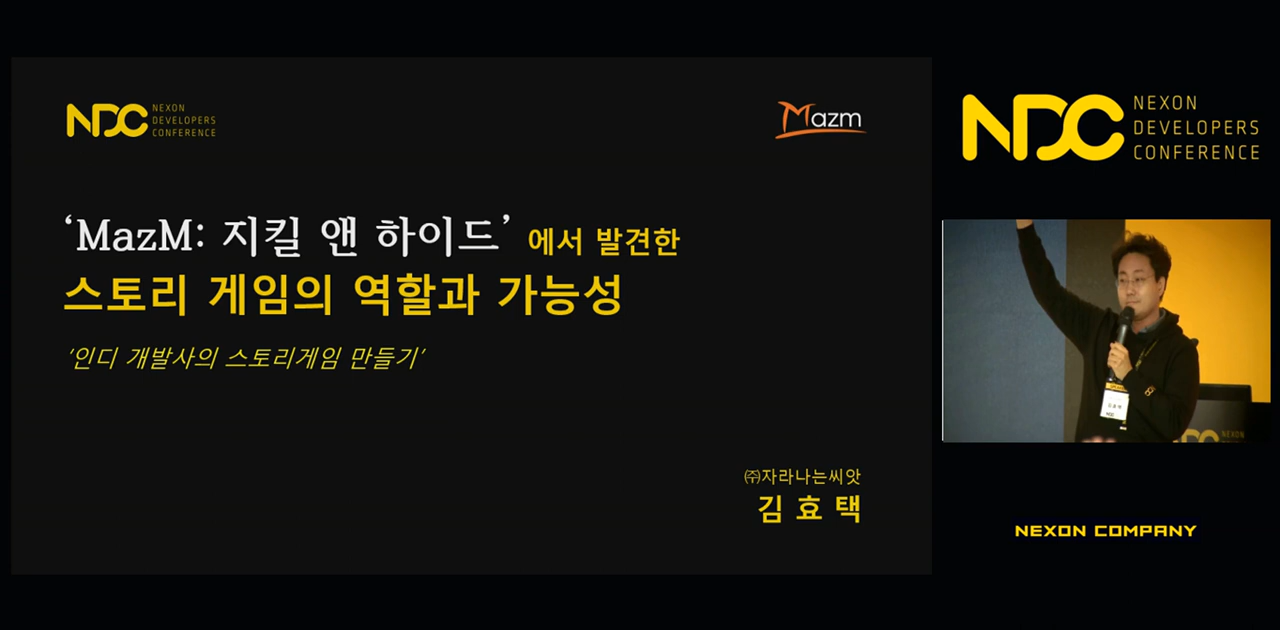 NDC NEXON
DEVELOPERS
CONFERENCE
Mazm
‘MazM: 지킬 앤 하이드’ 에서 발견한
스토리 게임의 역할과 가능성
‘인디 개발사의 스토리게임 만들기’
㈜자라나는씨앗
김 효 택
NDC NEXON
DEVELOPERS
CONFERENCE
NEXON COMPANY